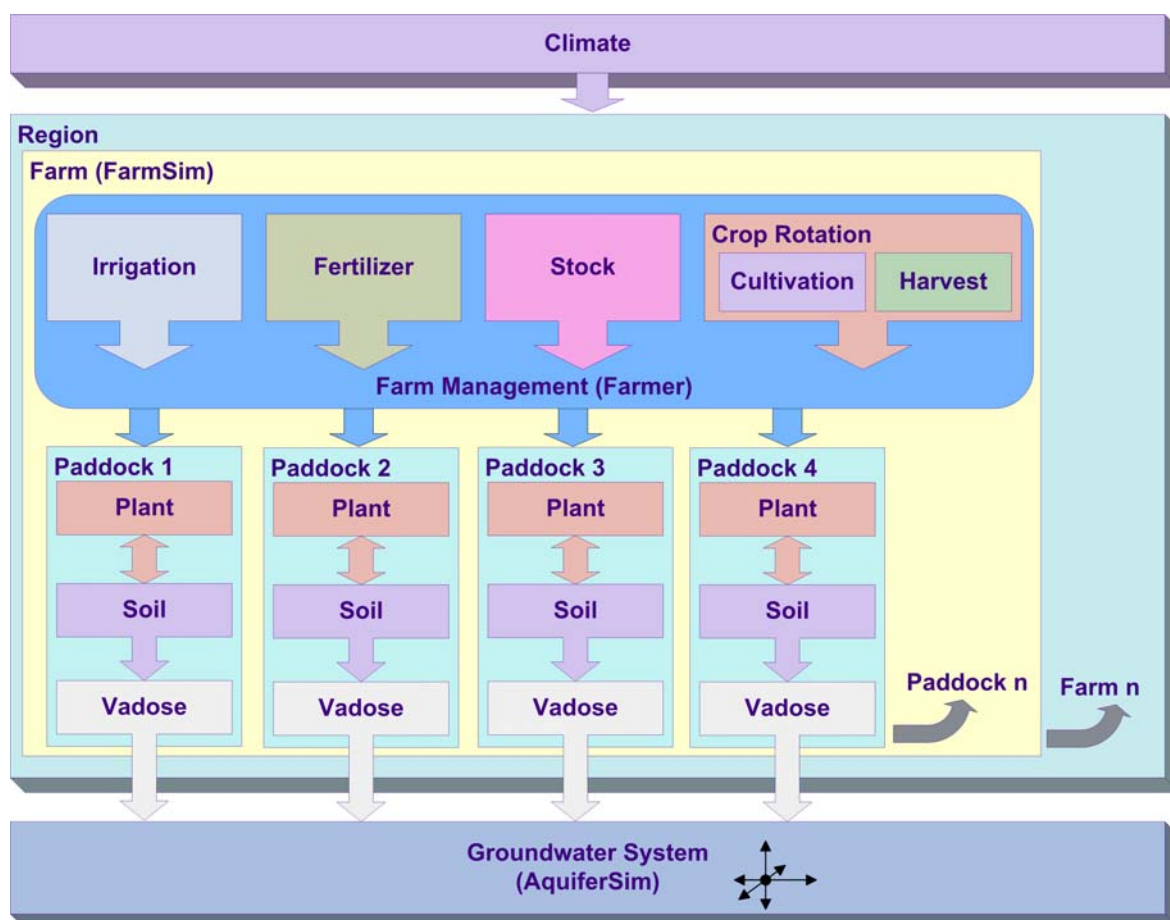 Climate
Region
Farm (FarmSim)
Irrigation
Fertilizer
Stock
Crop Rotation
Cultivation
Harvest
Farm Management (Farmer)
Paddock 1
Plant
Soil
Vadose
Paddock 2
Plant
Soil
Vadose
Paddock 3
Plant
Soil
Vadose
Paddock 4
Plant
Soil
Vadose
Paddock n
Farm n
Groundwater System
(AquiferSim)